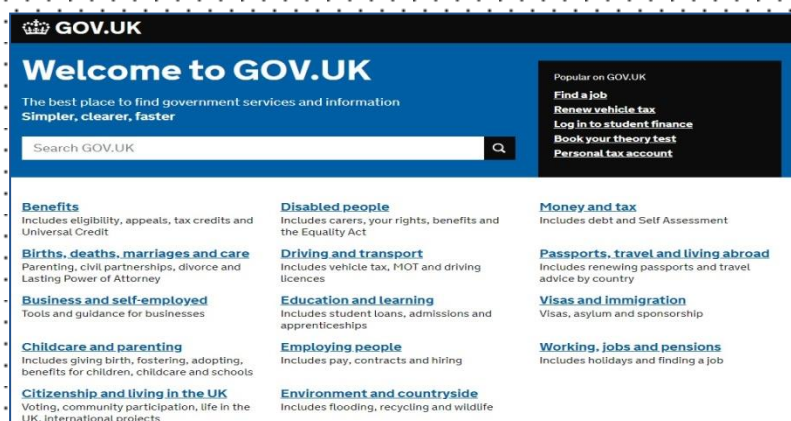 GOV.UK
Welcome to GOV.UK
The best place to find government services and information
Simpler, clearer, faster
Search GOV.UK
Popular on GOV.UK
Find a job
Renew vehicle tax
Log in to student finance
Book your theory test
Personal tax account
Benefits
Includes eligibility, appeals, tax credits and
Universal Credit
Births, deaths, marriages and care
Parenting, civil partnerships, divorce and
Lasting Power of Attorney
Business and self-employed
Tools and guidance for businesses
Childcare and parenting
Includes giving birth, fostering, adopting,
benefits for children, childcare and schools
Citizenship and living in the UK
Voting, community participation, life in the
UK, international projects
Disabled people
Includes carers, your rights, benefits and
the Equality Act
Driving and transport
Includes vehicle tax, MOT and driving
licences
Education and learning
Includes student loans, admissions and
apprenticeships
Employing people
Includes pay, contracts and hiring
Environment and countryside
Includes flooding, recycling and wildlife
Money and tax
Includes debt and Self Assessment
Passports, travel and living abroad
Includes renewing passports and travel
advice by country
Visas and immigration
Visas, asylum and sponsorship
Working, jobs and pensions
Includes holidays and finding a job